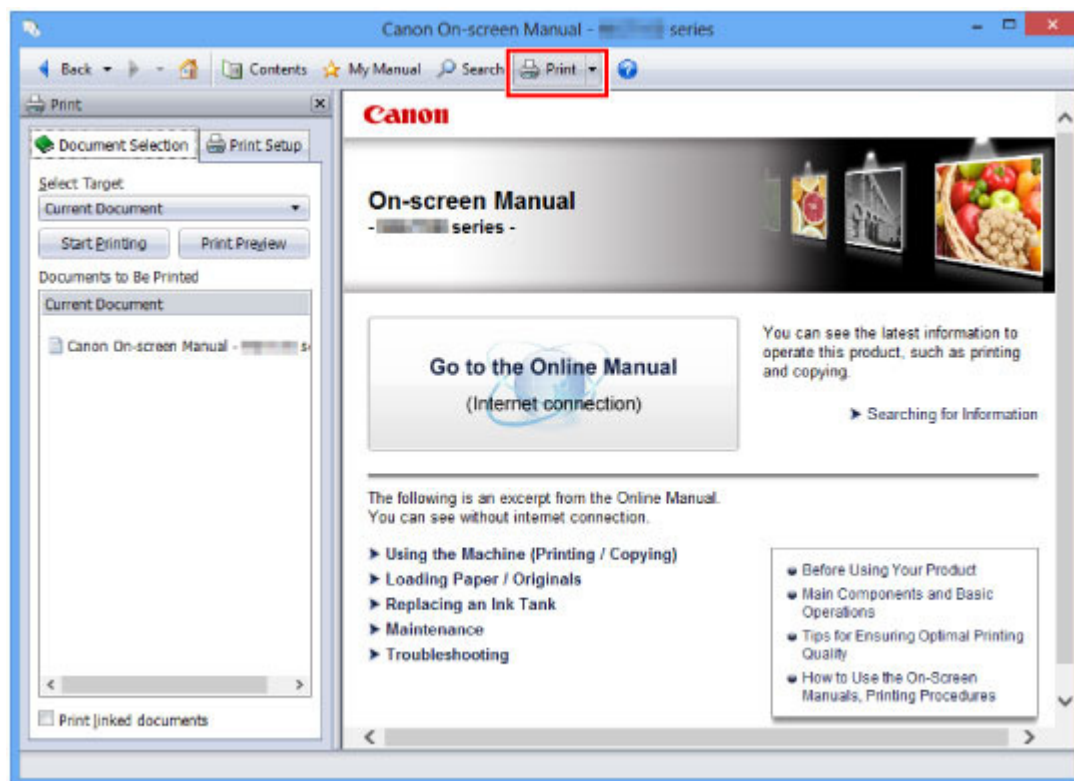 Canon On-screen Manual - series
Back
Contents
My Manual
Search
Print
Print
Document Selection
Print Setup
Select Target
Current Document
Start Printing
Print Preview
Documents to Be Printed
Current Document
Canon On-screen Manual -
Print linked documents
Canon
On-screen Manual
- series -
Go to the Online Manual
(Internet connection)
You can see the latest information to
operate this product, such as printing
and copying.
Searching for Information
The following is an excerpt from the Online Manual.
You can see without internet connection.
Using the Machine (Printing / Copying)
Loading Paper / Originals
Replacing an Ink Tank
Maintenance
Troubleshooting
Before Using Your Product
Main Components and Basic
Operations
Tips for Ensuring Optimal Printing
Quality
How to Use the On-Screen
Manuals, Printing Procedures